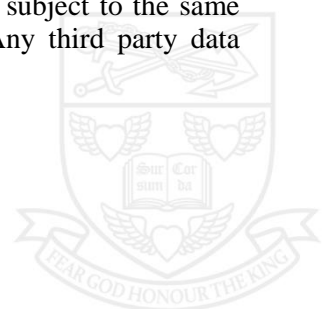 subject to the same
Any third party data
Sur Cor
sum da
FEAR GOD HONOUR THE KING